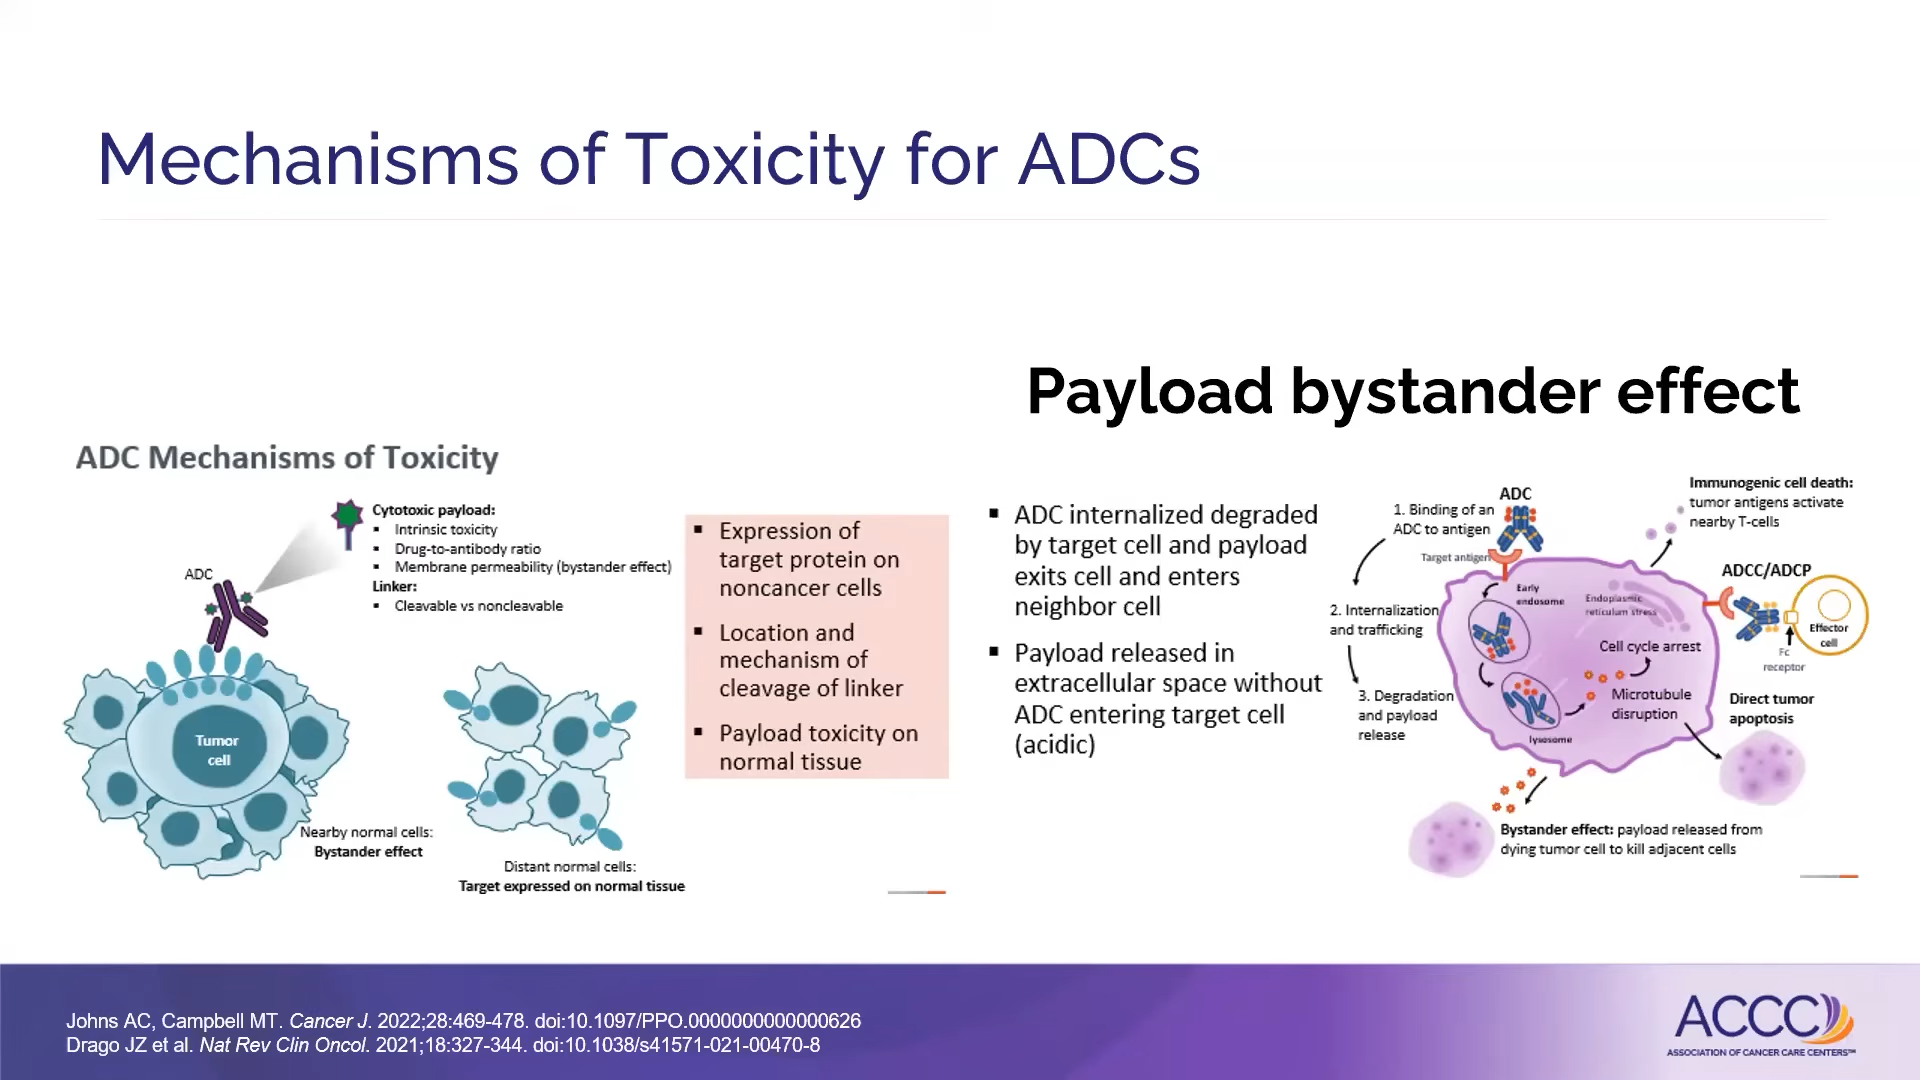 Mechanisms of Toxicity for ADCs
ADC Mechanisms of Toxicity
Cytotoxic payload:
▪ Intrinsic toxicity
▪ Drug-to-antibody ratio
▪ Membrane permeability (bystander effect)
Linker:
▪ Cleavable vs noncleavable
ADC
Tumor
cell
Nearby normal cells:
Bystander effect
Distant normal cells:
Target expressed on normal tissue
▪ Expression of
target protein on
noncancer cells
▪ Location and
mechanism of
cleavage of linker
▪ Payload toxicity on
normal tissue
Payload bystander effect
▪ ADC internalized degraded
by target cell and payload
exits cell and enters
neighbor cell
▪ Payload released in
extracellular space without
ADC entering target cell
(acidic)
ADC
1. Binding of an
ADC to antigen
Target antigen
2. Internalization
and trafficking
3. Degradation
and payload
release
Early
endosome
lysosome
Endoplasmic
reticulum stress
Cell cycle arrest
Microtubule
disruption
Immunogenic cell death:
tumor antigens activate
nearby T-cells
ADCC/ADCP
Effector
cell
Fc
receptor
Direct tumor
apoptosis
Bystander effect: payload released from
dying tumor cell to kill adjacent cells
Johns AC, Campbell MT. Cancer J. 2022;28:469-478. doi:10.1097/PPO.0000000000000626
Drago JZ et al. Nat Rev Clin Oncol. 2021;18:327-344. doi:10.1038/s41571-021-00470-8
ACCC
ASSOCIATION OF CANCER CARE CENTERS™